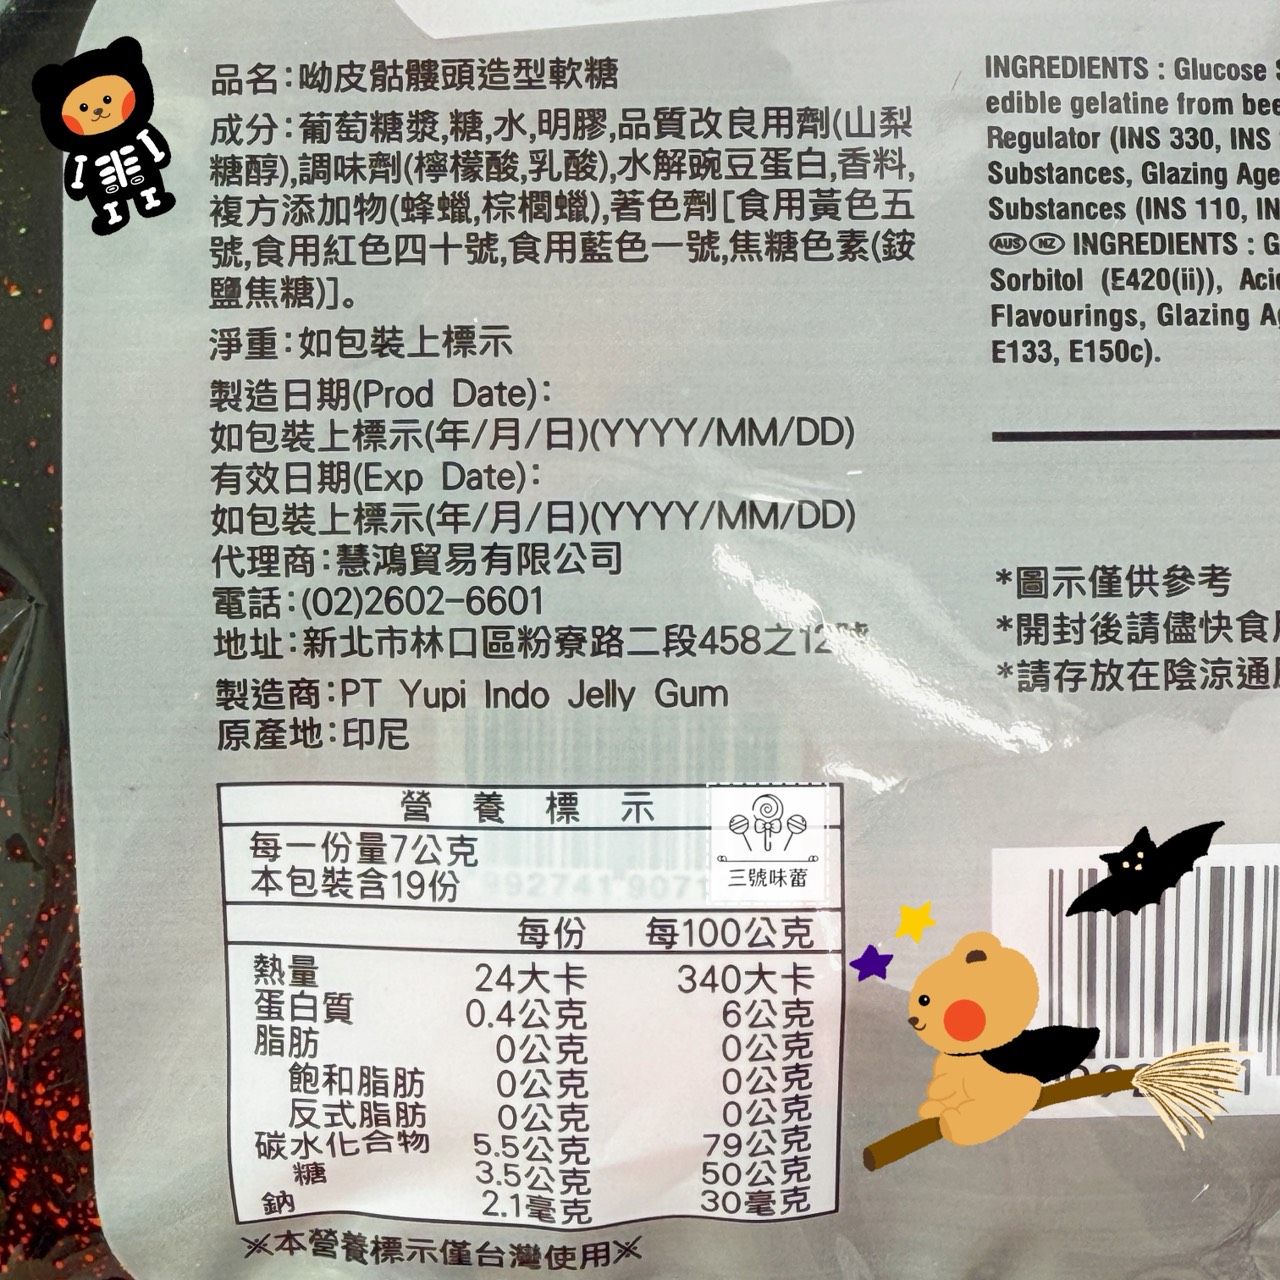 品名:呦皮骷髏頭造型軟糖
成分:葡萄糖漿,糖,水,明膠,品質改良用劑(山梨
糖醇),調味劑(檸檬酸,乳酸),水解豌豆蛋白,香料,
複方添加物(蜂蠟,棕櫚蠟),著色劑[食用黃色五
號,食用紅色四十號,食用藍色一號,焦糖色素(銨
鹽焦糖)]。
淨重:如包裝上標示
製造日期(Prod Date):
如包裝上標示(年/月/日)(YYYY/MM/DD)
有效日期(Exp Date):
如包裝上標示(年/月/日)(YYYY/MM/DD)
代理商:慧鴻貿易有限公司
電話:(02)2602-6601
地址:新北市林口區粉寮路二段458之12號
製造商:PT Yupi Indo Jelly Gum
原產地:印尼
營養標示
每一份量7公克
本包裝含19份
三號味蕾
每份 每100公克
熱量 24大卡 340大卡
蛋白質 0.4公克 6公克
脂肪 0公克 0公克
飽和脂肪 0公克 0公克
反式脂肪 0公克 0公克
碳水化合物 5.5公克 79公克
糖 3.5公克 50公克
鈉 2.1毫克 30毫克
※本營養標示僅台灣使用※
INGREDIENTS : Glucose
edible gelatine from
Regulator (INS 330, INS
Substances, Glazing
Substances (INS 110,
AUS NZ INGREDIENTS :
Sorbitol (E420(ii)),
Flavourings, Glazing
E133, E150c).
*圖示僅供參考
*開封後請儘快食
*請存放在陰涼通